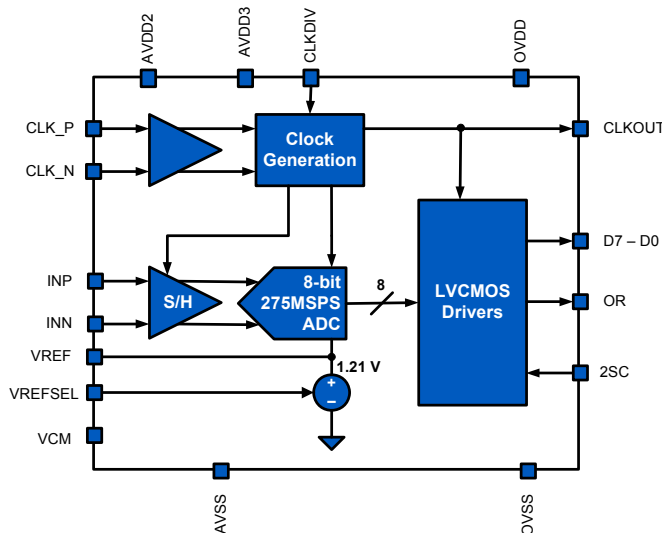 AVDD2
AVDD3
CLKDIV
OVDD
CLK_P
CLK_N
Clock
Generation
CLKOUT
INP
INN
S/H
8-bit
275MSPS
ADC
8
LVCMOS
Drivers
D7 – D0
OR
2SC
VREF
1.21 V
VREFSEL
+
–
VCM
AVSS
OVSS